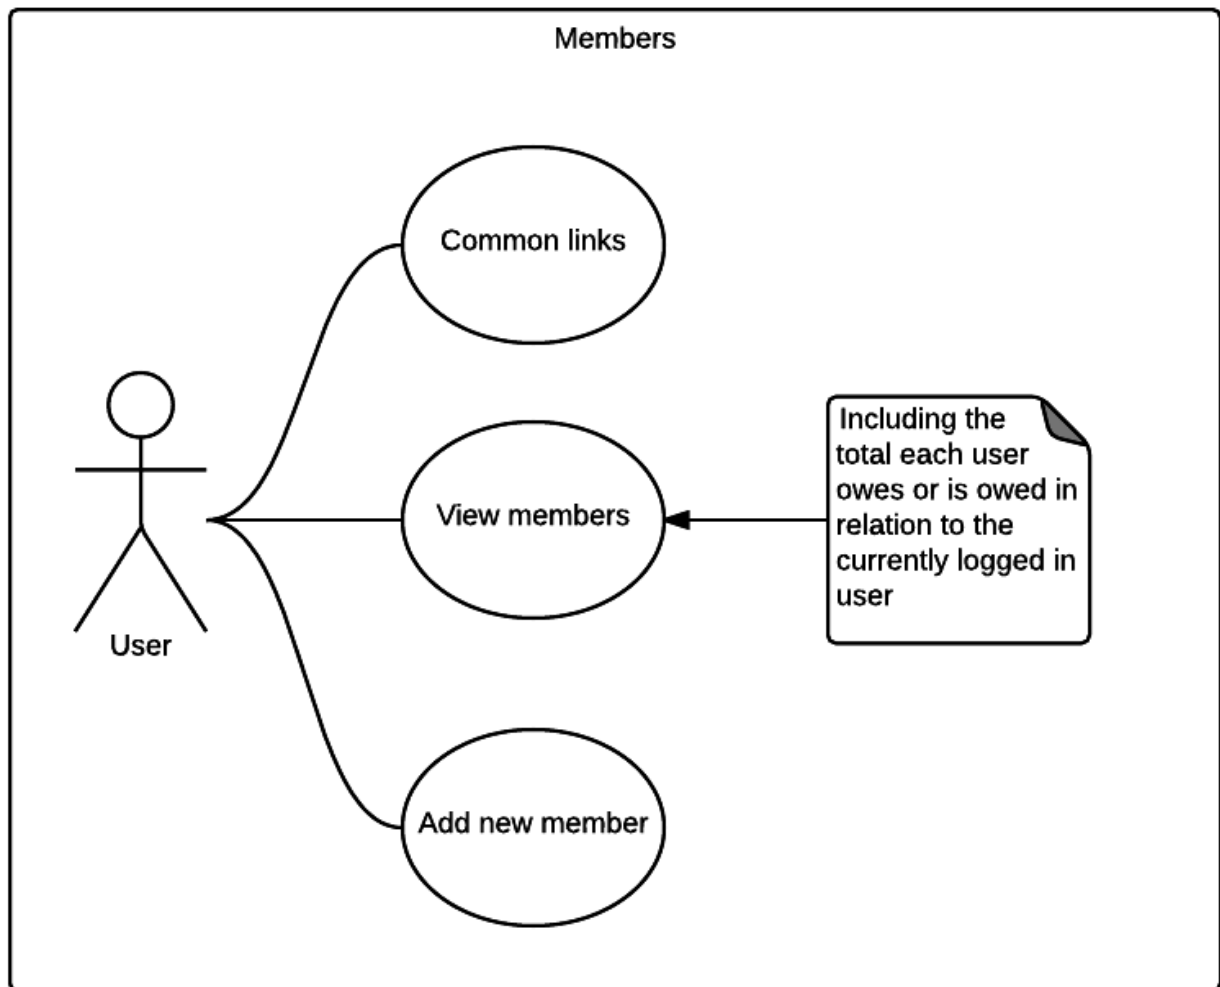 Members
Common links
View members
Including the
total each user
owes or is owed in
relation to the
currently logged in
user
User
Add new member